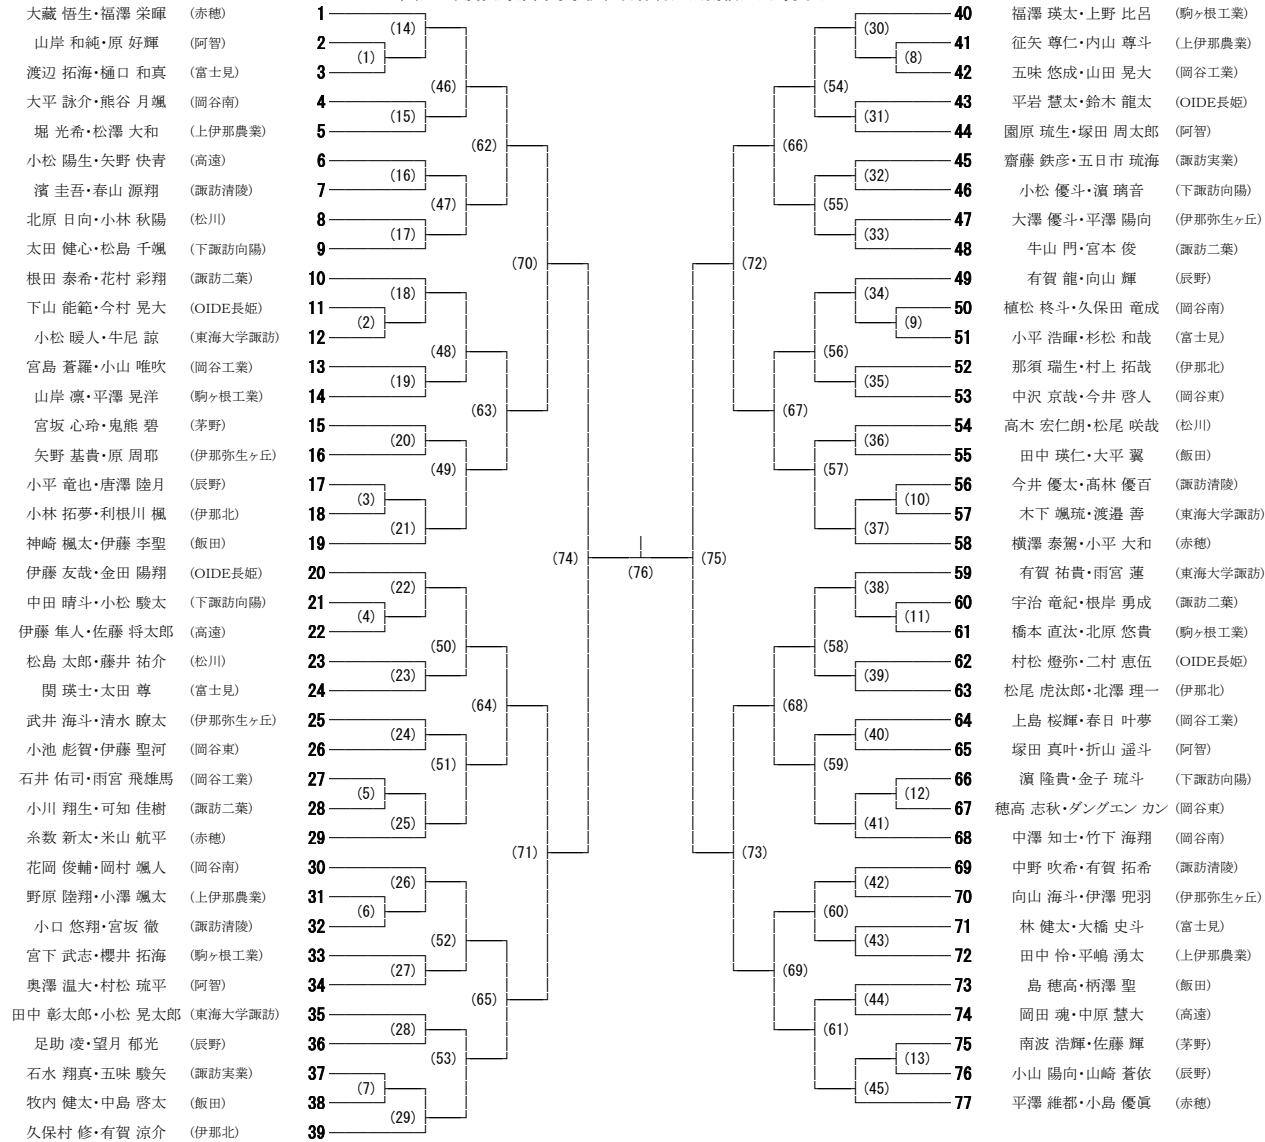 大藏 悟生・福澤 栄暉 (赤穂) 1
山岸 和純・原 好輝 (阿智) 2
渡辺 拓海・樋口 和真 (富士見) 3
大平 詠介・熊谷 月颯 (岡谷南) 4
堀 光希・松澤 大和 (上伊那農業) 5
小松 陽生・矢野 快青 (高遠) 6
濱 圭吾・春山 源翔 (諏訪清陵) 7
北原 日向・小林 秋陽 (松川) 8
太田 健心・松島 千颯 (下諏訪向陽) 9
根田 泰希・花村 彩翔 (諏訪二葉) 10
下山 能範・今村 晃大 (OIDE長姫) 11
小松 暖人・牛尼 諒 (東海大学諏訪) 12
宮島 蒼羅・小山 唯吹 (岡谷工業) 13
山岸 凛・平澤 晃洋 (駒ヶ根工業) 14
宮坂 心玲・鬼熊 碧 (茅野) 15
矢野 基貴・原 周耶 (伊那弥生ヶ丘) 16
小平 竜也・唐澤 陸月 (辰野) 17
小林 拓夢・利根川 楓 (伊那北) 18
神崎 楓太・伊藤 李聖 (飯田) 19
伊藤 友哉・金田 陽翔 (OIDE長姫) 20
中田 晴斗・小松 駿太 (下諏訪向陽) 21
伊藤 隼人・佐藤 将太郎 (高遠) 22
松島 太郎・藤井 祐介 (松川) 23
関 瑛士・太田 尊 (富士見) 24
武井 海斗・清水 瞭太 (伊那弥生ヶ丘) 25
小池 彪賀・伊藤 聖河 (岡谷東) 26
石井 佑司・雨宮 飛雄馬 (岡谷工業) 27
小川 翔生・可知 佳樹 (諏訪二葉) 28
糸数 新太・米山 航平 (赤穂) 29
花岡 俊輔・岡村 颯人 (岡谷南) 30
野原 陸翔・小澤 颯太 (上伊那農業) 31
小口 悠翔・宮坂 徹 (諏訪清陵) 32
宮下 武志・櫻井 拓海 (駒ヶ根工業) 33
奥澤 温大・村松 琉平 (阿智) 34
田中 彰太郎・小松 晃太郎 (東海大学諏訪) 35
足助 凌・望月 郁光 (辰野) 36
石水 翔真・五味 駿矢 (諏訪実業) 37
牧内 健太・中島 啓太 (飯田) 38
久保村 修・有賀 涼介 (伊那北) 39
(1)
(2)
(3)
(4)
(5)
(6)
(7)
(14)
(15)
(16)
(17)
(18)
(19)
(20)
(21)
(22)
(23)
(24)
(25)
(26)
(27)
(28)
(29)
(46)
(47)
(48)
(49)
(50)
(51)
(52)
(53)
(62)
(63)
(64)
(65)
(70)
(71)
(74)
(76)
(75)
(72)
(73)
(66)
(67)
(68)
(69)
(54)
(55)
(56)
(57)
(58)
(59)
(60)
(61)
(30)
(31)
(32)
(33)
(34)
(35)
(36)
(37)
(38)
(39)
(40)
(41)
(42)
(43)
(44)
(45)
(8)
(9)
(10)
(11)
(12)
(13)
40 福澤 瑛太・上野 比呂 (駒ヶ根工業)
41 征矢 尊仁・内山 尊斗 (上伊那農業)
42 五味 悠成・山田 晃大 (岡谷工業)
43 平岩 慧太・鈴木 龍太 (OIDE長姫)
44 園原 琉生・塚田 周太郎 (阿智)
45 齋藤 鉄彦・五日市 琉海 (諏訪実業)
46 小松 優斗・濵 璃音 (下諏訪向陽)
47 大澤 優斗・平澤 陽向 (伊那弥生ヶ丘)
48 牛山 門・宮本 俊 (諏訪二葉)
49 有賀 龍・向山 輝 (辰野)
50 植松 柊斗・久保田 竜成 (岡谷南)
51 小平 浩暉・杉松 和哉 (富士見)
52 那須 瑞生・村上 拓哉 (伊那北)
53 中沢 京哉・今井 啓人 (岡谷東)
54 高木 宏仁朗・松尾 咲哉 (松川)
55 田中 瑛仁・大平 翼 (飯田)
56 今井 優太・髙林 優百 (諏訪清陵)
57 木下 颯琉・渡邉 善 (東海大学諏訪)
58 横澤 泰駕・小平 大和 (赤穂)
59 有賀 祐貴・雨宮 蓮 (東海大学諏訪)
60 宇治 竜紀・根岸 勇成 (諏訪二葉)
61 橋本 直汰・北原 悠貴 (駒ヶ根工業)
62 村松 燈弥・二村 恵伍 (OIDE長姫)
63 松尾 虎汰郎・北澤 理一 (伊那北)
64 上島 桜輝・春日 叶夢 (岡谷工業)
65 塚田 真叶・折山 遥斗 (阿智)
66 濵 隆貴・金子 琉斗 (下諏訪向陽)
67 穂高 志秋・ダングエン カン (岡谷東)
68 中澤 知士・竹下 海翔 (岡谷南)
69 中野 吹希・有賀 拓希 (諏訪清陵)
70 向山 海斗・伊澤 兜羽 (伊那弥生ヶ丘)
71 林 健太・大橋 史斗 (富士見)
72 田中 怜・平嶋 湧太 (上伊那農業)
73 島 穂高・柄澤 聖 (飯田)
74 岡田 魂・中原 慧大 (高遠)
75 南波 浩輝・佐藤 輝 (茅野)
76 小山 陽向・山崎 蒼依 (辰野)
77 平澤 維都・小島 優眞 (赤穂)